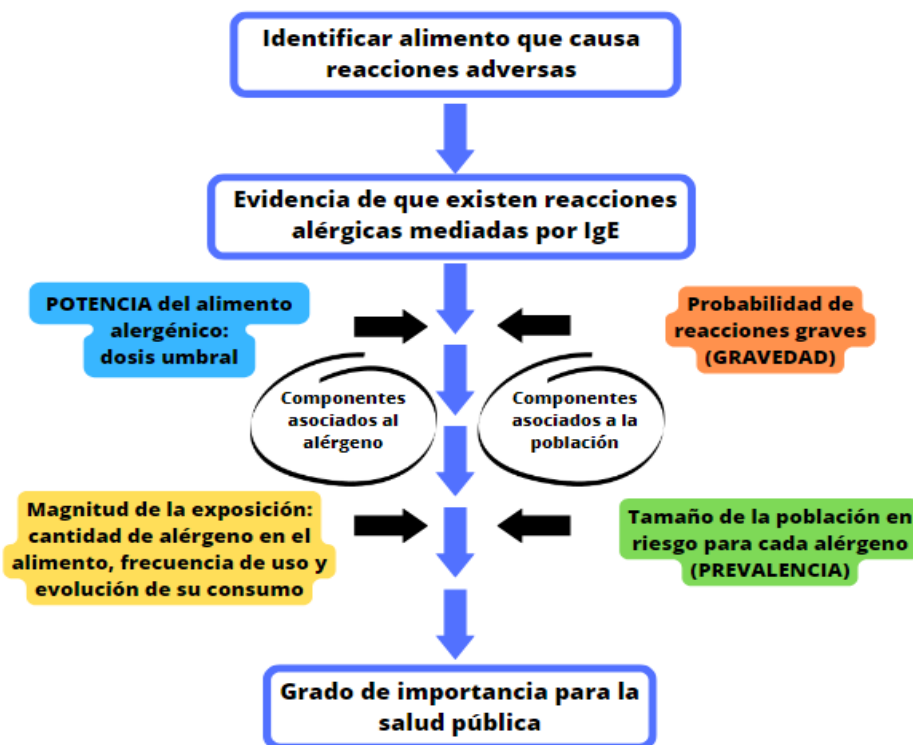 Identificar alimento que causa
reacciones adversas
Evidencia de que existen reacciones
alérgicas mediadas por IgE
POTENCIA del alimento
alergénico:
dosis umbral
Probabilidad de
reacciones graves
(GRAVEDAD)
Componentes
asociados al
alérgeno
Componentes
asociados a la
población
Magnitud de la exposición:
cantidad de alérgeno en el
alimento, frecuencia de uso y
evolución de su consumo
Tamaño de la población en
riesgo para cada alérgeno
(PREVALENCIA)
Grado de importancia para la
salud pública